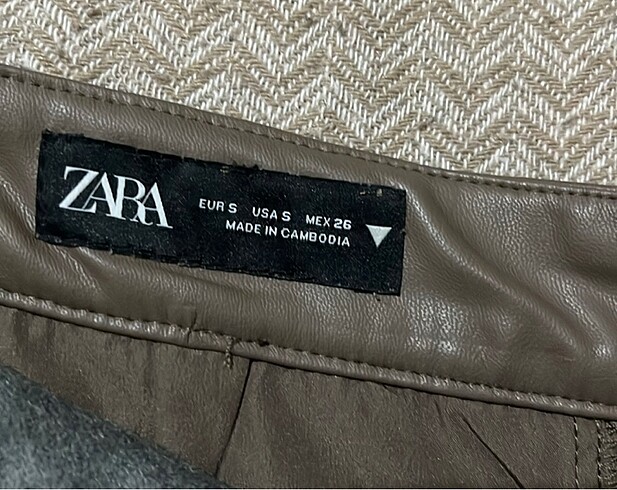 ZARA
EUR S USA S MEX 26
MADE IN CAMBODIA